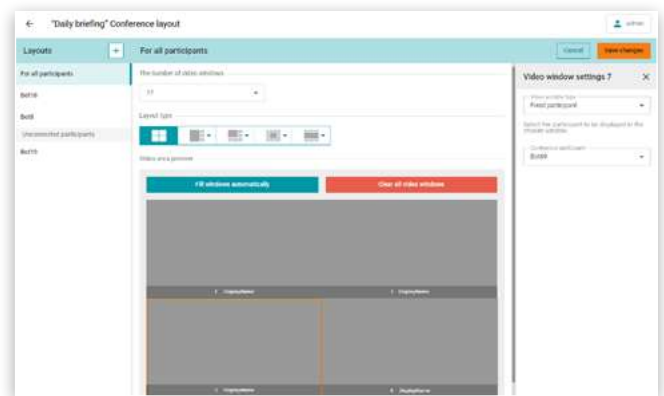 "Daily briefing" Conference layout
admin
Layouts
+
For all participants
Cancel
Save changes
For all participants
Bot10
Bot8
Unconnected participants
The number of video windows
Layout type
Video area preview
Fill windows automatically
Clear all video windows
DisplayName
DisplayName
DisplayName
DisplayName
Video window settings 7
Fixed participant
Select the participant to be displayed in the
chosen window.
Conference participant